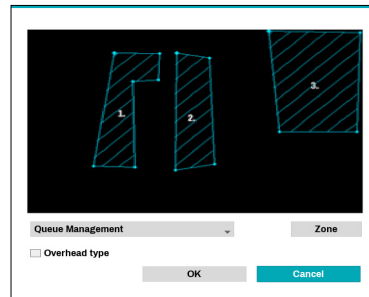 1.
2.
3.
Queue Management
Zone
Overhead type
OK
Cancel